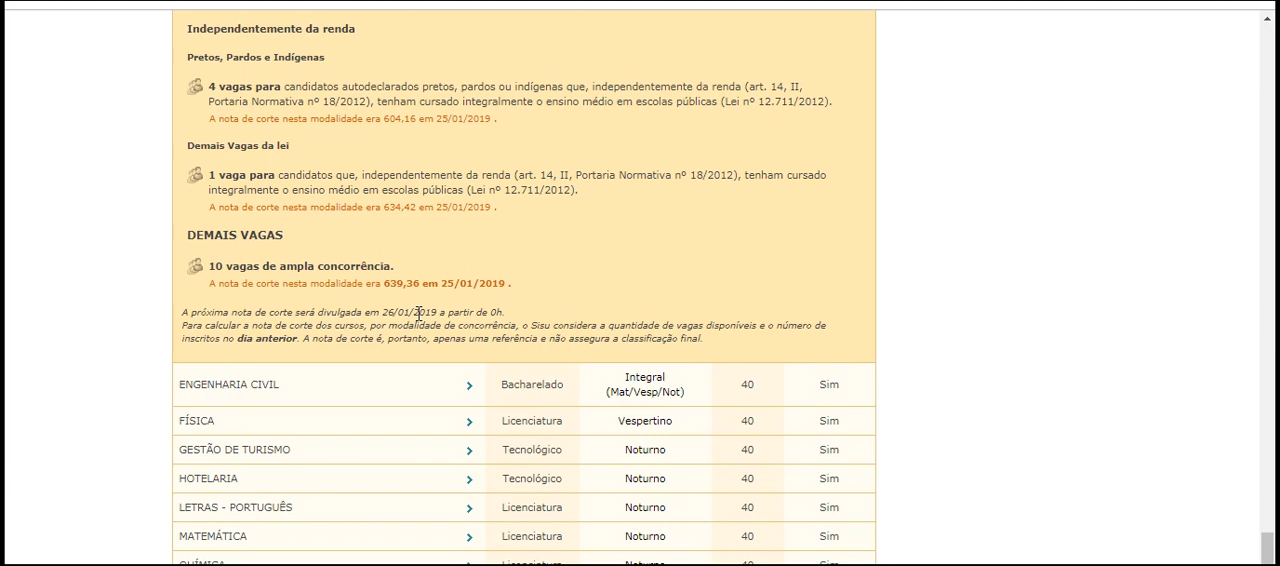 Independentemente da renda
Pretos, Pardos e Indígenas
4 vagas para candidatos autodeclarados pretos, pardos ou indígenas que, independentemente da renda (art. 14, II,
Portaria Normativa nº 18/2012), tenham cursado integralmente o ensino médio em escolas públicas (Lei nº 12.711/2012).
A nota de corte nesta modalidade era 604,16 em 25/01/2019 .
Demais Vagas da lei
1 vaga para candidatos que, independentemente da renda (art. 14, II, Portaria Normativa nº 18/2012), tenham cursado
integralmente o ensino médio em escolas públicas (Lei nº 12.711/2012).
A nota de corte nesta modalidade era 634,42 em 25/01/2019 .
DEMAIS VAGAS
10 vagas de ampla concorrência.
A nota de corte nesta modalidade era 639,36 em 25/01/2019 .
A próxima nota de corte será divulgada em 26/01/2019 a partir de 0h.
Para calcular a nota de corte dos cursos, por modalidade de concorrência, o Sisu considera a quantidade de vagas disponíveis e o número de
inscritos no dia anterior. A nota de corte é, portanto, apenas uma referência e não assegura a classificação final.
ENGENHARIA CIVIL Bacharelado Integral (Mat/Vesp/Not) 40 Sim
FÍSICA Licenciatura Vespertino 40 Sim
GESTÃO DE TURISMO Tecnológico Noturno 40 Sim
HOTELARIA Tecnológico Noturno 40 Sim
LETRAS - PORTUGUÊS Licenciatura Noturno 40 Sim
MATEMÁTICA Licenciatura Noturno 40 Sim
QUÍMICA Licenciatura Noturno 40 Sim